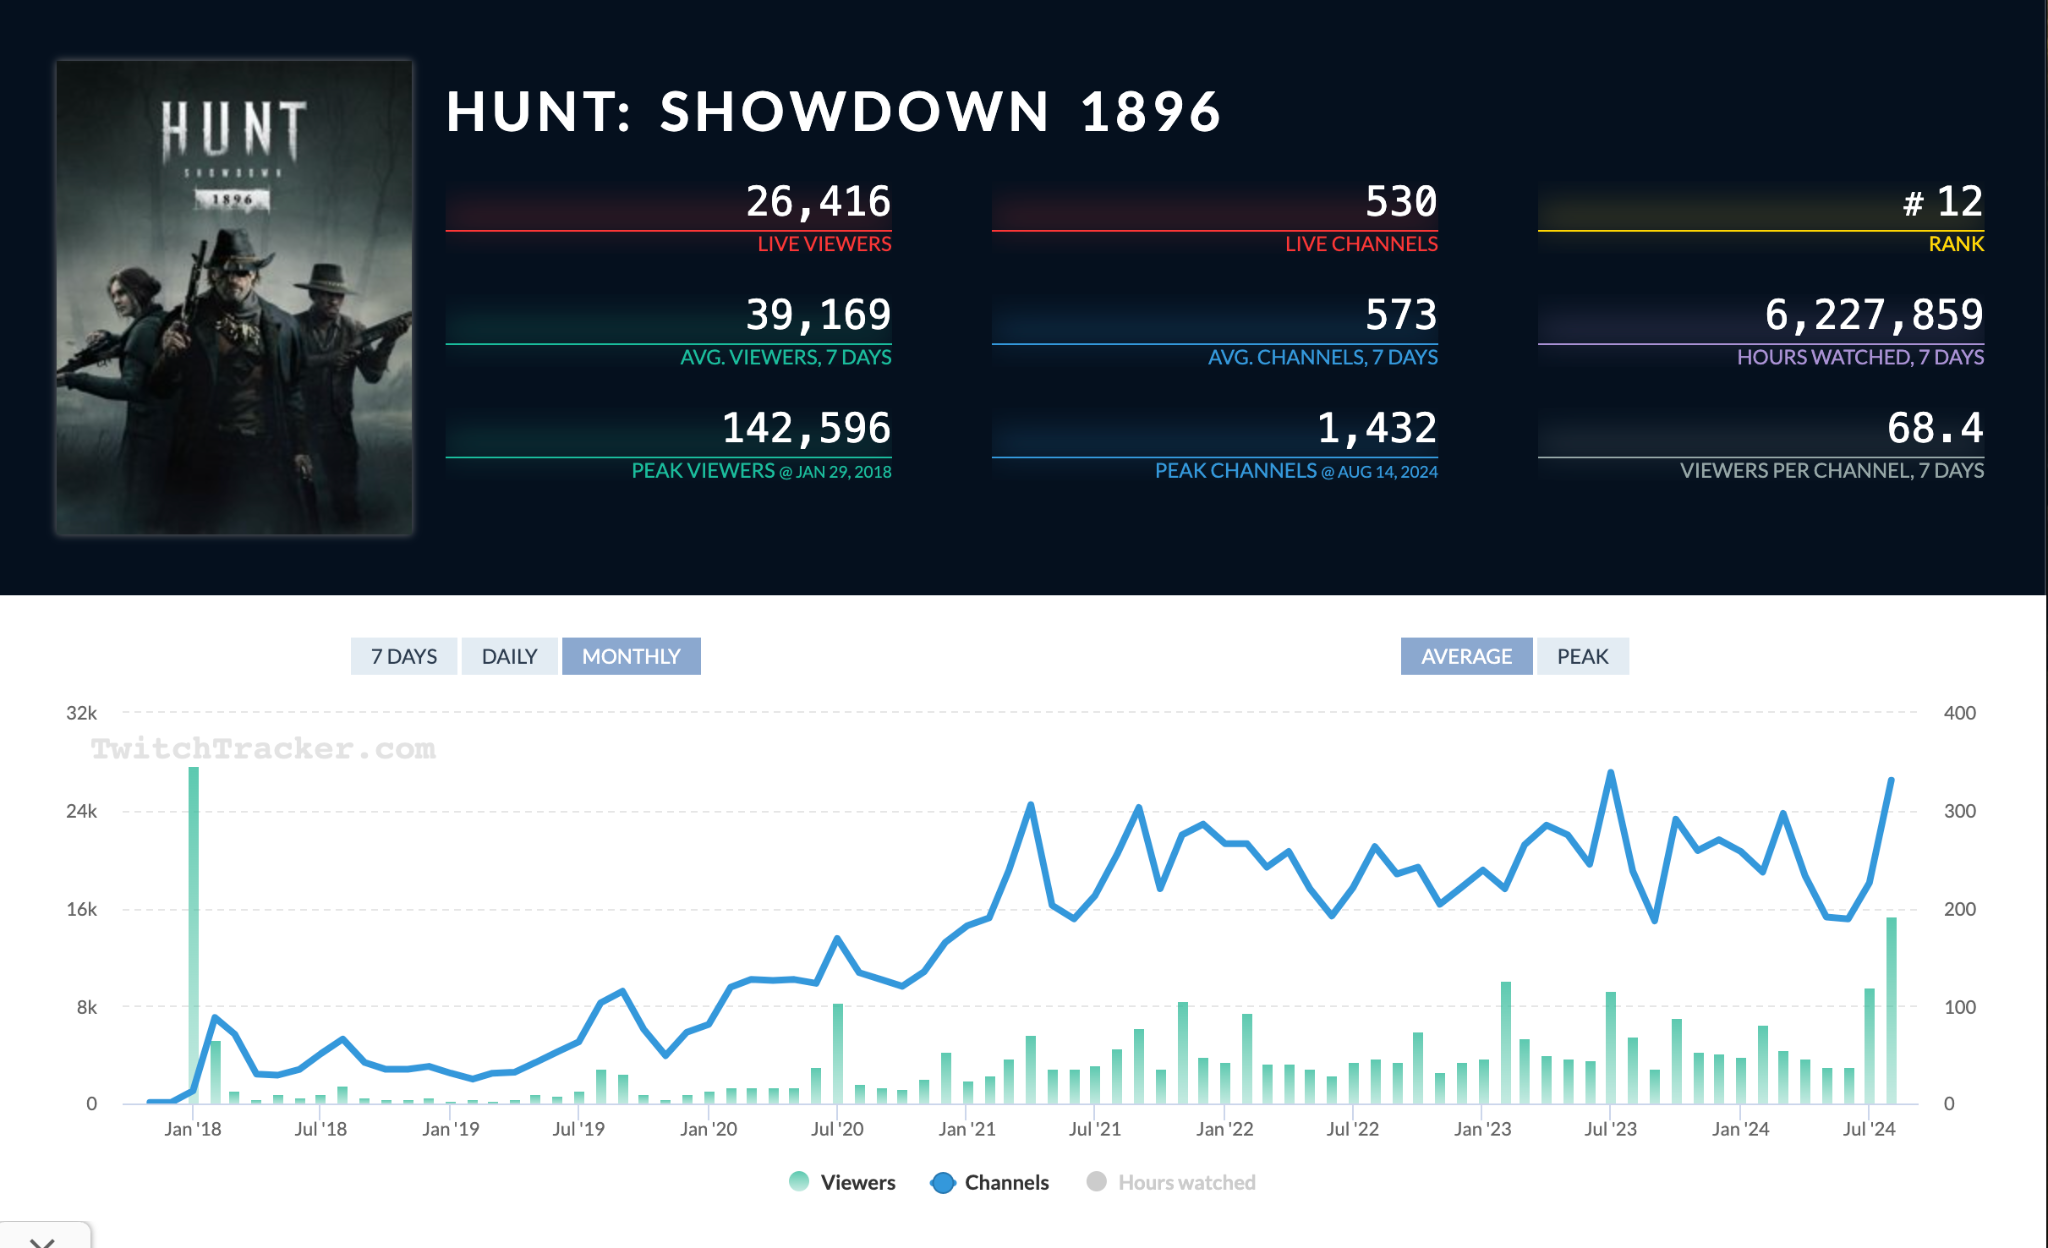 HUNT
SHOWDOWN
1896
HUNT: SHOWDOWN 1896
26,416
LIVE VIEWERS
530
LIVE CHANNELS
# 12
RANK
39,169
AVG. VIEWERS, 7 DAYS
573
AVG. CHANNELS, 7 DAYS
6,227,859
HOURS WATCHED, 7 DAYS
142,596
PEAK VIEWERS @ JAN 29, 2018
1,432
PEAK CHANNELS @ AUG 14, 2024
68.4
VIEWERS PER CHANNEL, 7 DAYS
7 DAYS DAILY MONTHLY
AVERAGE PEAK
32k 400
TwitchTracker.com
24k 300
16k 200
8k 100
0 0
Jan '18 Jul '18 Jan '19 Jul '19 Jan '20 Jul '20 Jan '21 Jul '21 Jan '22 Jul '22 Jan '23 Jul '23 Jan '24 Jul '24
Viewers Channels Hours watched